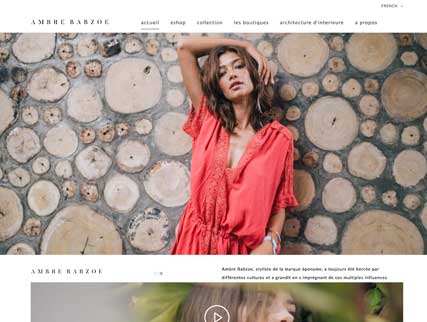 FRENCH
AMBRE BABZOE
accueil eshop collection les boutiques architecture d'interieure a propos
AMBRE BABZOE
Ambre Babzoe, styliste de la marque éponyme, a toujours été bercée par
différentes cultures et a grandit en s'imprégnant de ces multiples influences.